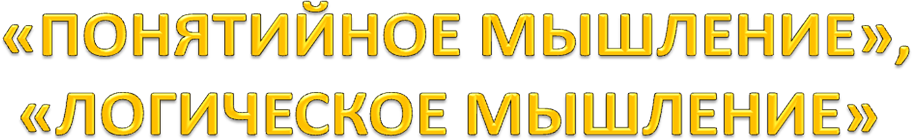 «ПОНЯТИЙНОЕ МЫШЛЕНИЕ»,
«ЛОГИЧЕСКОЕ МЫШЛЕНИЕ»